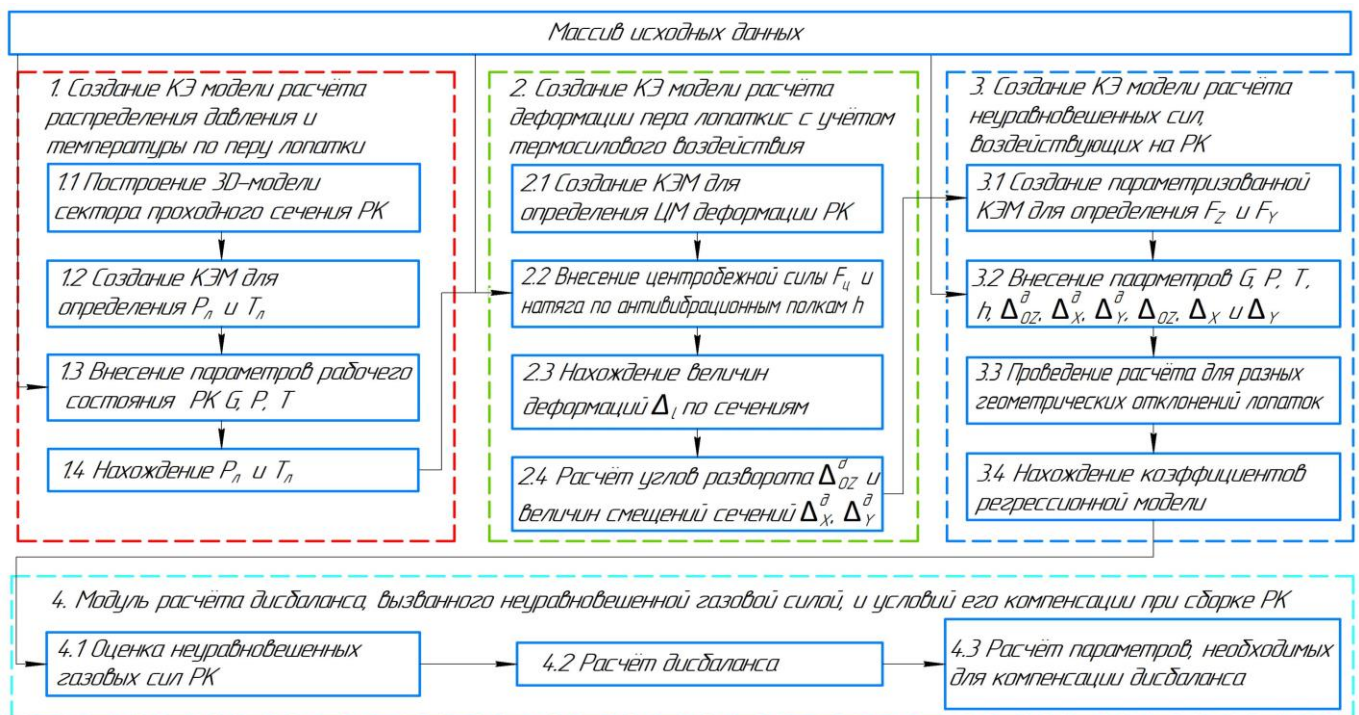 Массив исходных данных
1. Создание КЭ модели расчёта
распределения давления и
температуры по перу лопатки
1.1 Построение 3D-модели
сектора проходного сечения РК
1.2 Создание КЭМ для
определения Pл и Tл
1.3 Внесение параметров рабочего
состояния РК G, P, T
1.4 Нахождение Pл и Tл
2. Создание КЭ модели расчёта
деформации пера лопаткис с учётом
термосилового воздействия
2.1 Создание КЭМ для
определения ЦМ деформации РК
2.2 Внесение центробежной силы Fц и
натяга по антивибрационным полкам h
2.3 Нахождение величин
деформаций Δl по сечениям
2.4 Расчёт углов разворота Δ∂OZ и
величин смещений сечений Δ∂X, Δ∂Y
3. Создание КЭ модели расчёта
неуравновешенных сил,
воздействующих на РК
3.1 Создание параметризованной
КЭМ для определения FZ и FY
3.2 Внесение паарметров G, P, T,
h, Δ∂OZ, Δ∂X, Δ∂Y, ΔOZ, ΔX и ΔY
3.3 Проведение расчёта для разных
геометрических отклонений лопаток
3.4 Нахождение коэффициентов
регрессионной модели
4. Модуль расчёта дисбаланса, вызванного неуравновешенной газовой силой, и условий его компенсации при сборке РК
4.1 Оценка неуравновешенных
газовых сил РК
4.2 Расчёт дисбаланса
4.3 Расчёт параметров, необходимых
для компенсации дисбаланса